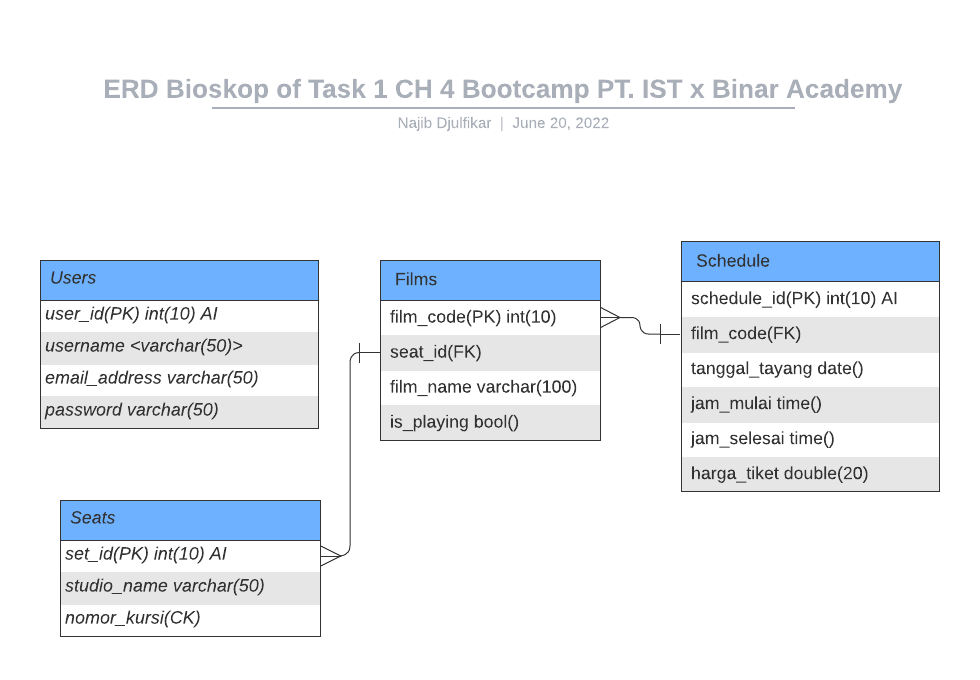 ERD Bioskop of Task 1 CH 4 Bootcamp PT. IST x Binar Academy
Najib Djulfikar | June 20, 2022
Users
user_id(PK) int(10) AI
username <varchar(50)>
email_address varchar(50)
password varchar(50)
Films
film_code(PK) int(10)
seat_id(FK)
film_name varchar(100)
is_playing bool()
Schedule
schedule_id(PK) int(10) AI
film_code(FK)
tanggal_tayang date()
jam_mulai time()
jam_selesai time()
harga_tiket double(20)
Seats
set_id(PK) int(10) AI
studio_name varchar(50)
nomor_kursi(CK)